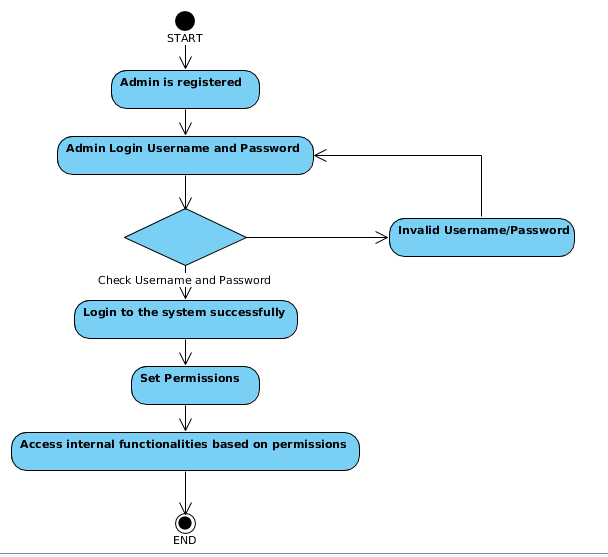 START
Admin is registered
Admin Login Username and Password
Invalid Username/Password
Check Username and Password
Login to the system successfully
Set Permissions
Access internal functionalities based on permissions
END